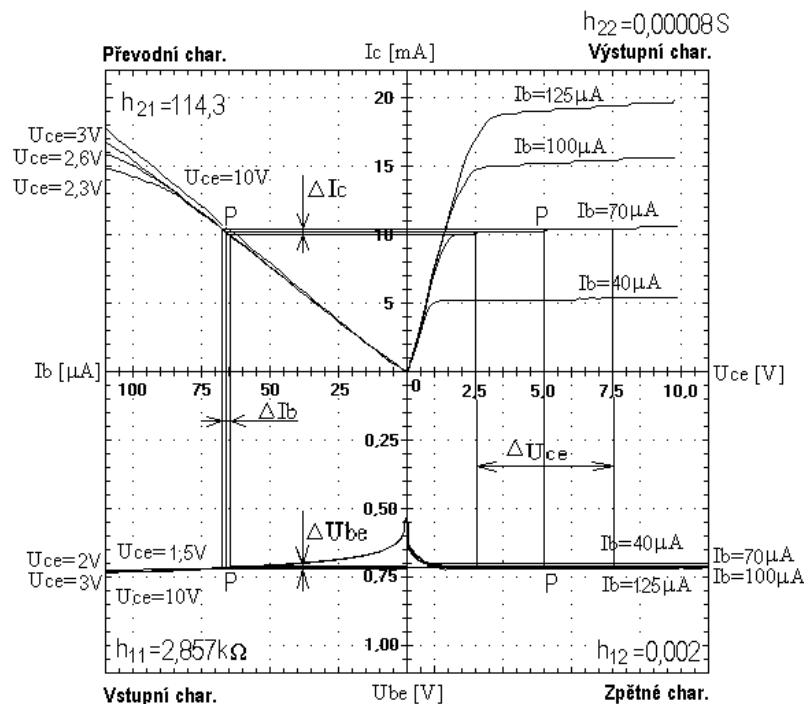 h22=0,00008S
Převodní char.
Ic [mA]
Výstupní char.
h21=114,3
20
Ib=125µA
Uce=3V
Uce=2,6V
Uce=2,3V
Uce=10V
15
Ib=100µA
ΔIc
P
P
Ib=70µA
10
5
Ib=40µA
Ib [µA]
100
75
50
25
0
2,5
5,0
7,5
10,0
Uce [V]
ΔIb
0,25
ΔUce
0,50
ΔUbe
Uce=2V
Uce=1,5V
Ib=40µA
Ib=70µA
Uce=3V
P
0,75
P
Ib=100µA
Uce=10V
Ib=125µA
h11=2,857kΩ
1,00
h12=0,002
Vstupní char.
Ube [V]
Zpětné char.